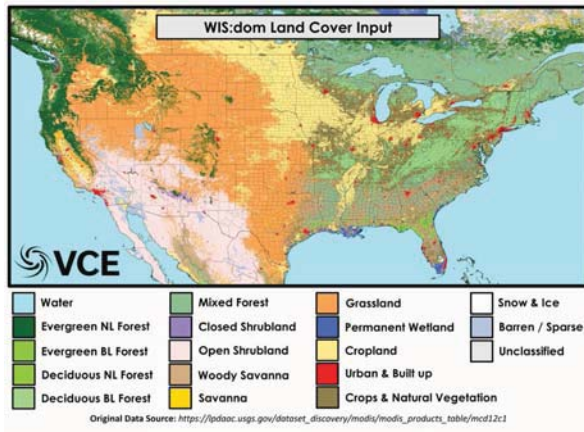 WIS:dom Land Cover Input
VCE
Water
Evergreen NL Forest
Evergreen BL Forest
Deciduous NL Forest
Deciduous BL Forest
Mixed Forest
Closed Shrubland
Open Shrubland
Woody Savanna
Savanna
Grassland
Permanent Wetland
Cropland
Urban & Built up
Crops & Natural Vegetation
Snow & Ice
Barren / Sparse
Unclassified
Original Data Source: https://lpdaac.usgs.gov/dataset_discovery/modis/modis_products_table/mcd12c1